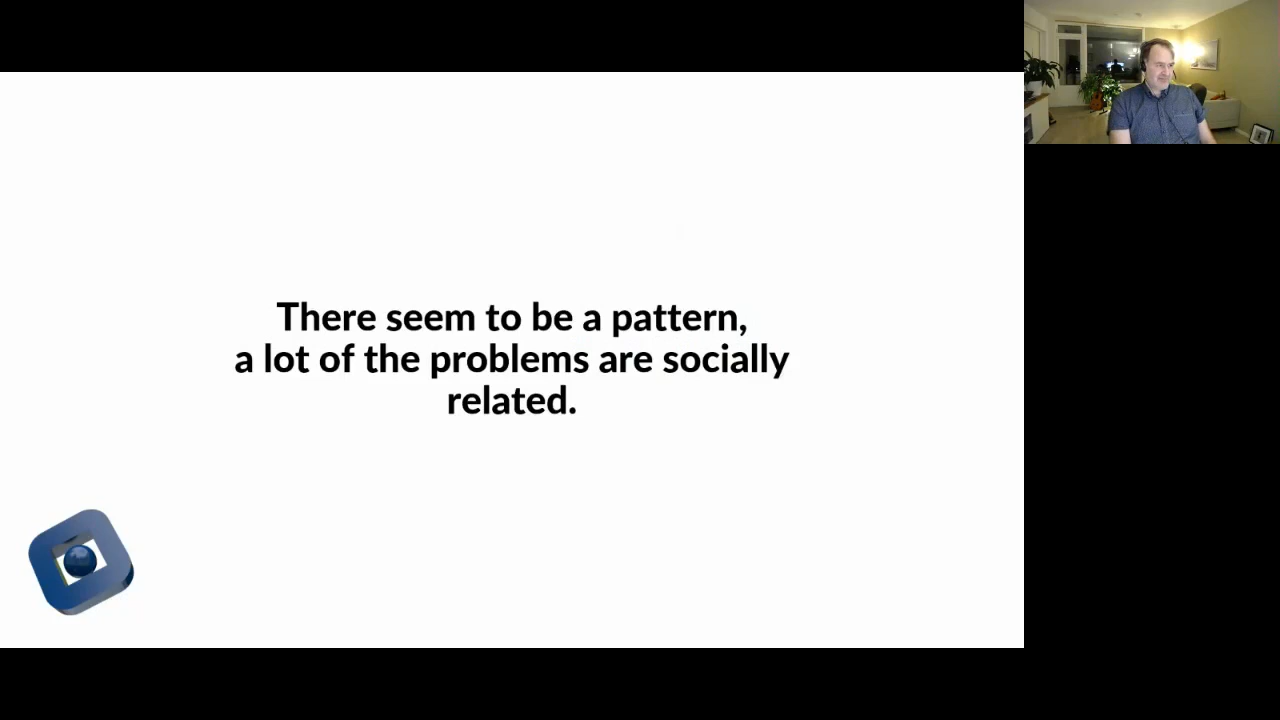 There seem to be a pattern,
a lot of the problems are socially
related.